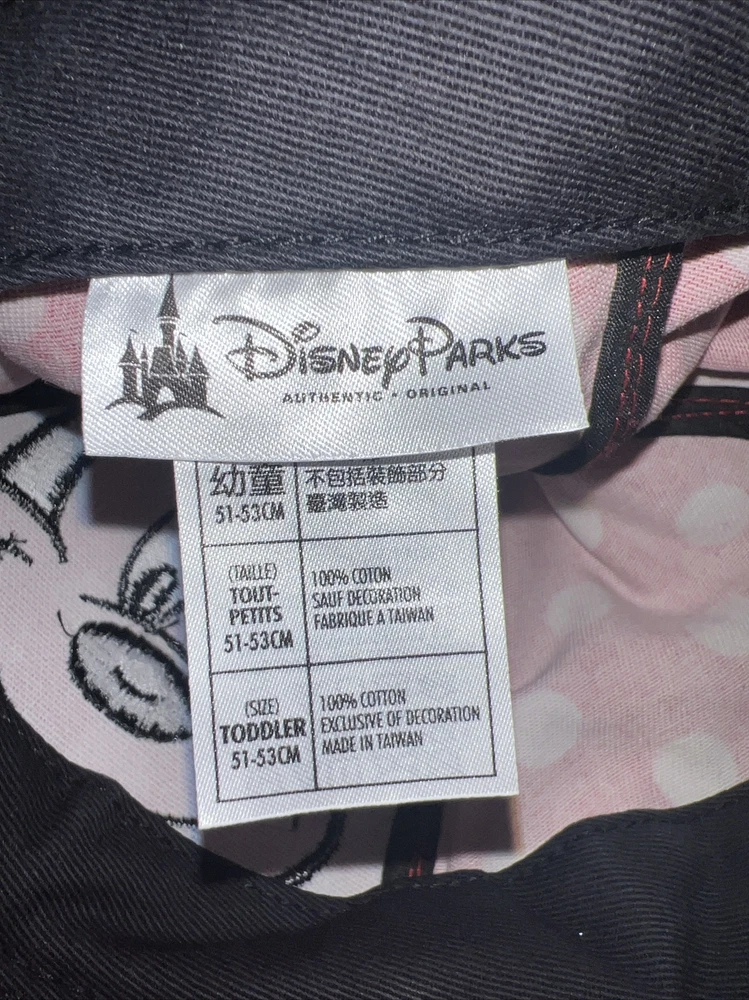 Disney Parks
AUTHENTIC • ORIGINAL
幼童
51-53CM
不包括裝飾部分
臺灣製造
(TAILLE)
TOUT-
PETITS
51-53CM
100% COTON
SAUF DECORATION
FABRIQUE A TAIWAN
(SIZE)
TODDLER
51-53CM
100% COTTON
EXCLUSIVE OF DECORATION
MADE IN TAIWAN